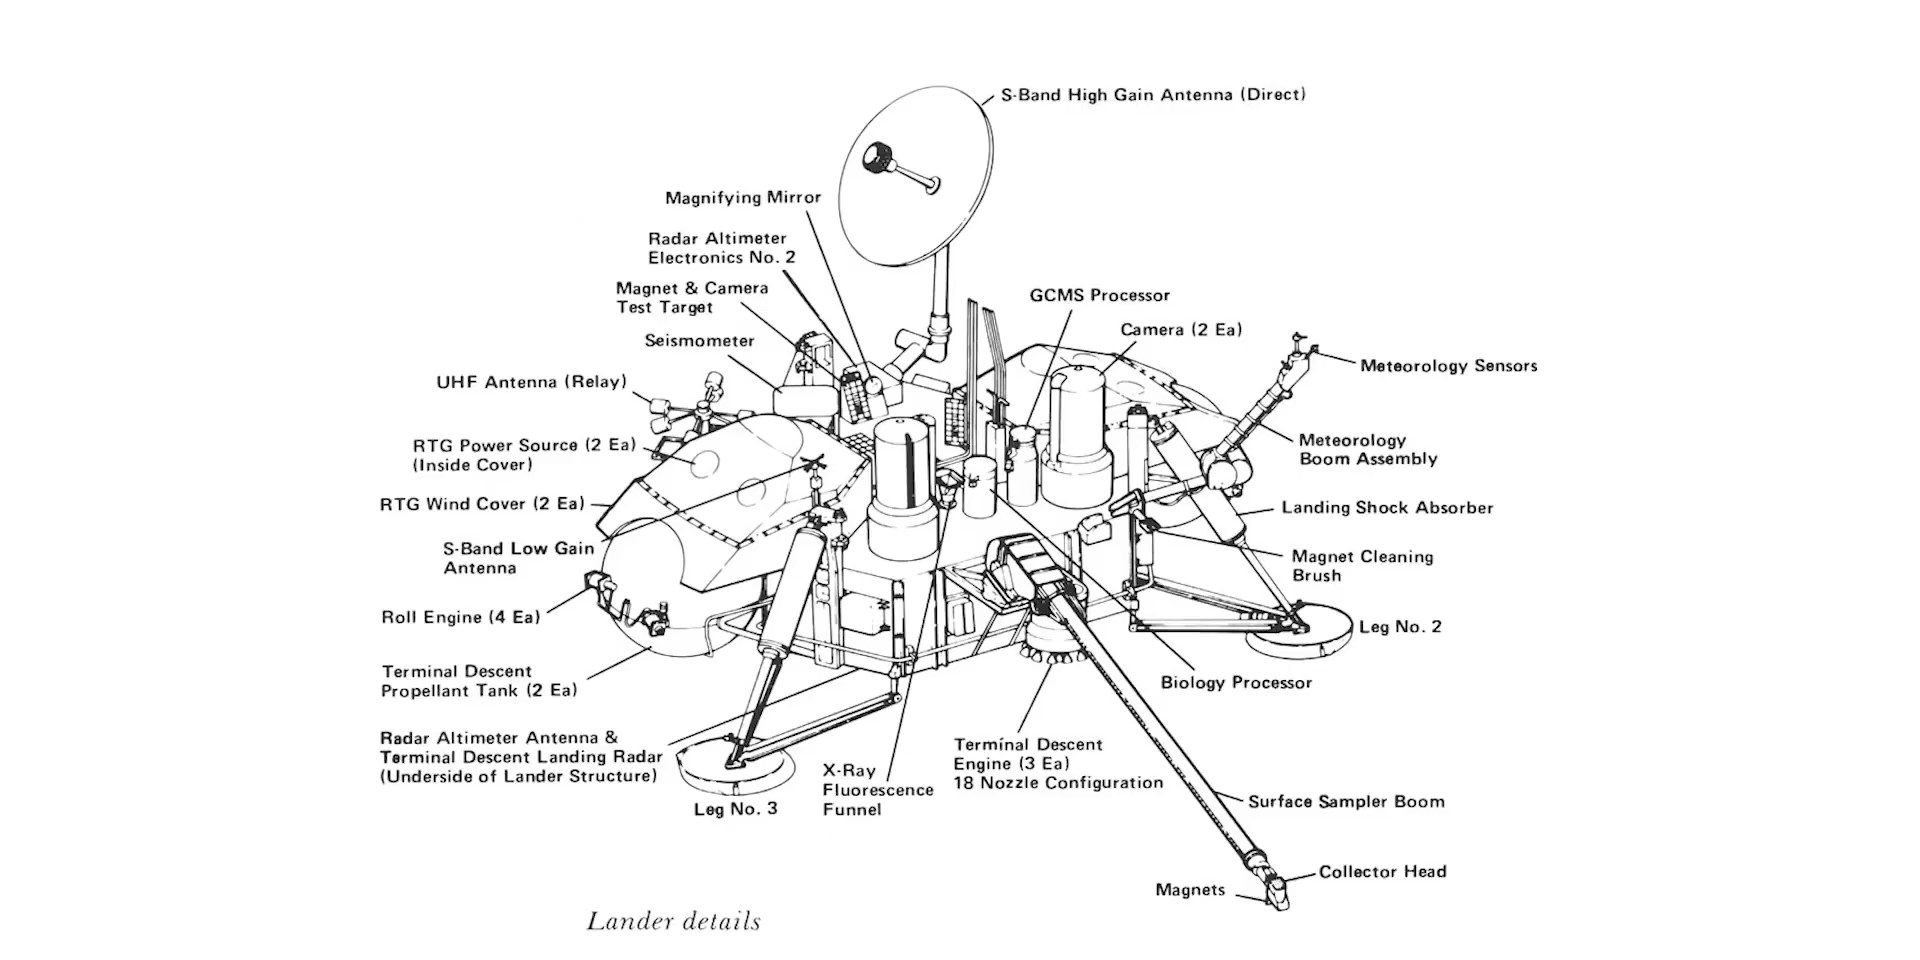 S-Band High Gain Antenna (Direct)
Magnifying Mirror
Radar Altimeter
Electronics No. 2
Magnet & Camera
Test Target
Seismometer
UHF Antenna (Relay)
RTG Power Source (2 Ea)
(Inside Cover)
RTG Wind Cover (2 Ea)
S-Band Low Gain
Antenna
Roll Engine (4 Ea)
Terminal Descent
Propellant Tank (2 Ea)
Radar Altimeter Antenna &
Terminal Descent Landing Radar
(Underside of Lander Structure)
Leg No. 3
X-Ray
Fluorescence
Funnel
Terminal Descent
Engine (3 Ea)
18 Nozzle Configuration
GCMS Processor
Camera (2 Ea)
Meteorology Sensors
Meteorology
Boom Assembly
Landing Shock Absorber
Magnet Cleaning
Brush
Leg No. 2
Biology Processor
Surface Sampler Boom
Collector Head
Magnets
Lander details